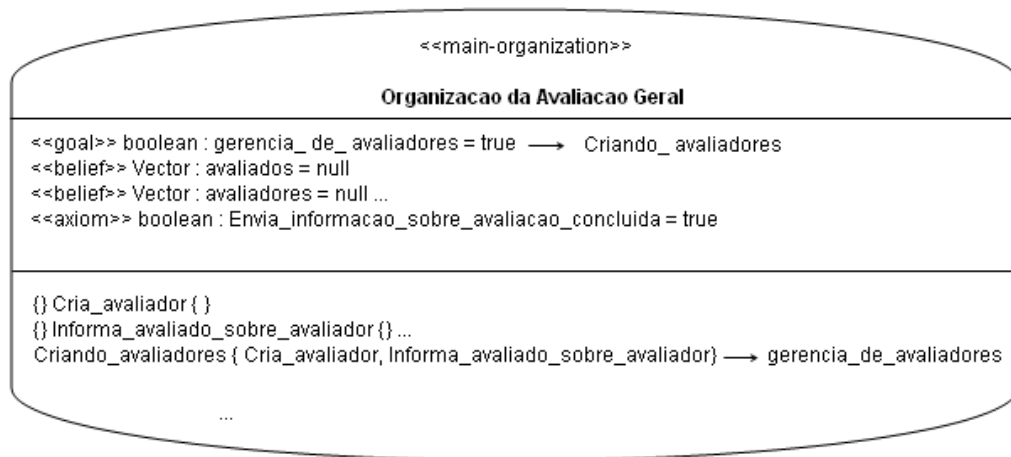 <<main-organization>>
Organizacao da Avaliacao Geral
<<goal>> boolean : gerencia_ de_ avaliadores = true ⟶ Criando_ avaliadores
<<belief>> Vector : avaliados = null
<<belief>> Vector : avaliadores = null ...
<<axiom>> boolean : Envia_informacao_sobre_avaliacao_concluida = true
{} Cria_avaliador { }
{} Informa_avaliado_sobre_avaliador {} ...
Criando_avaliadores { Cria_avaliador, Informa_avaliado_sobre_avaliador} ⟶ gerencia_de_avaliadores
...